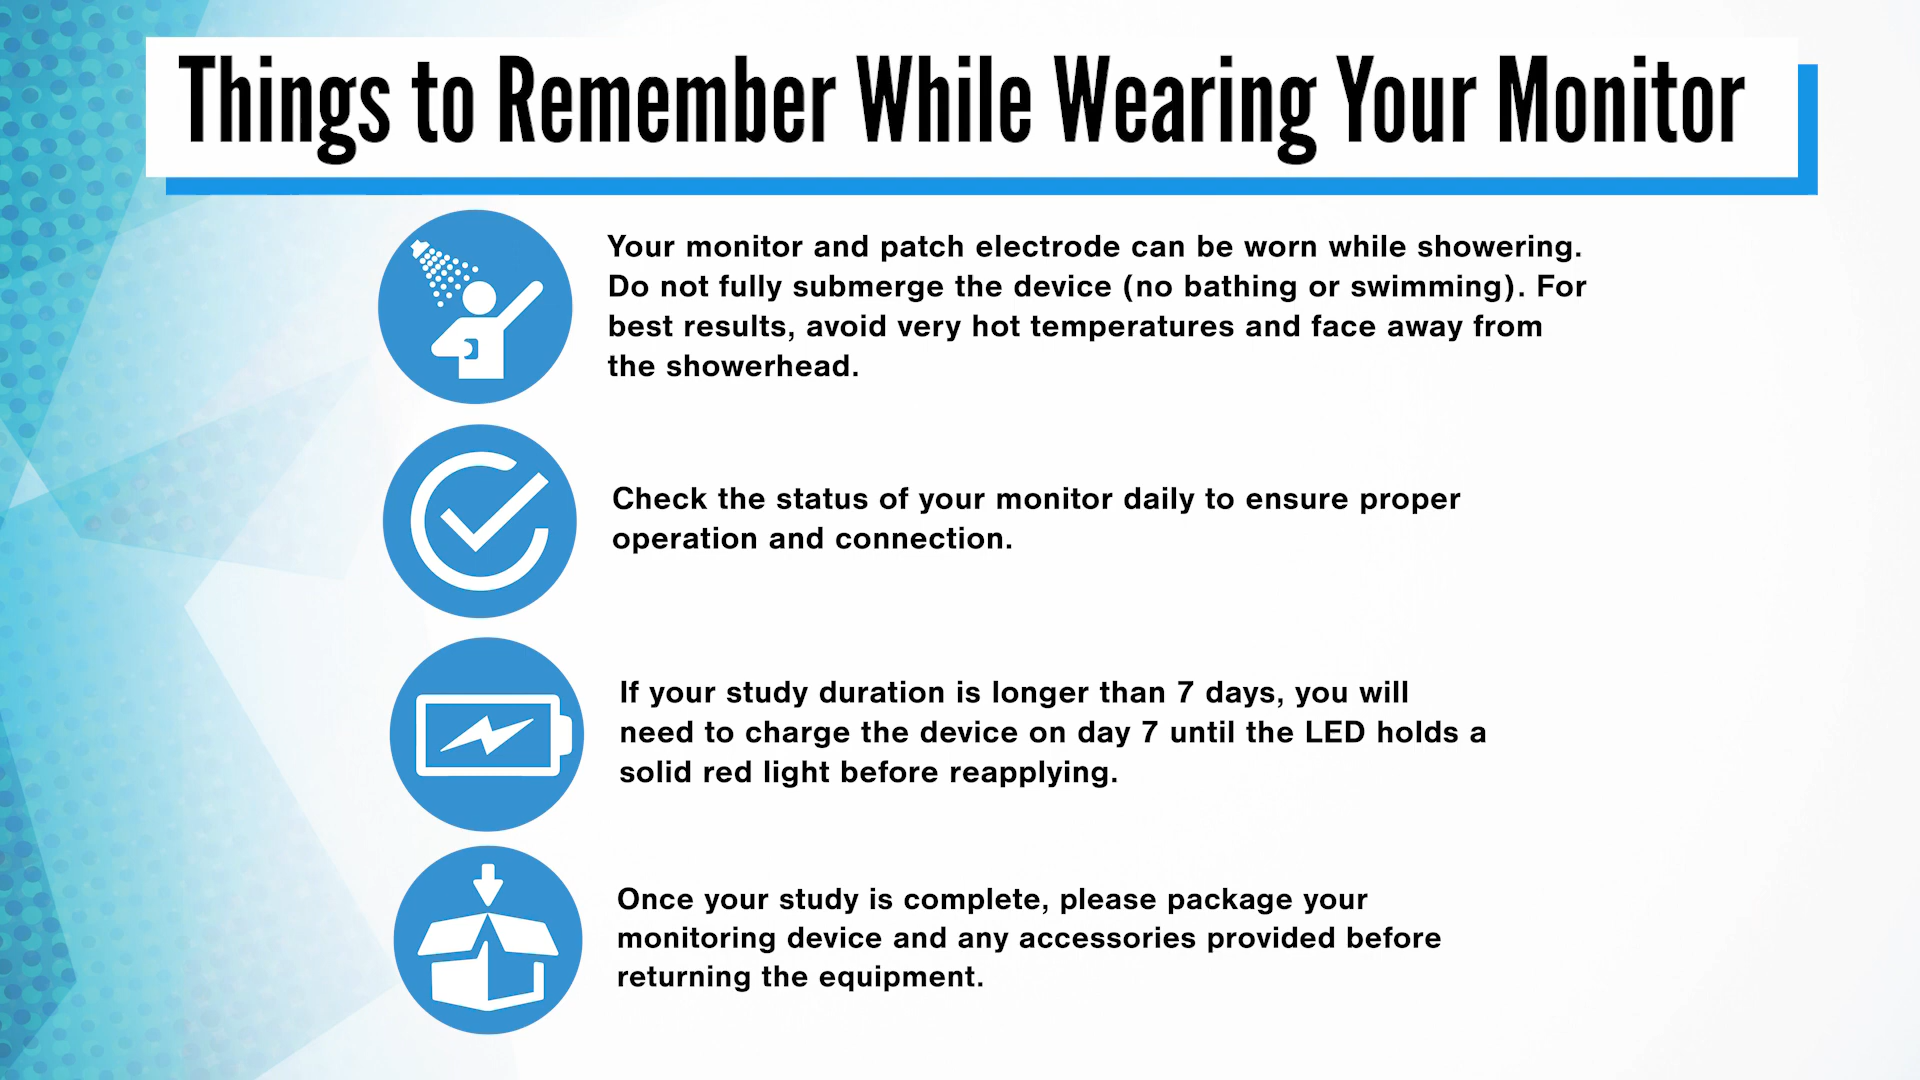 Things to Remember While Wearing Your Monitor
Your monitor and patch electrode can be worn while showering.
Do not fully submerge the device (no bathing or swimming). For
best results, avoid very hot temperatures and face away from
the showerhead.
Check the status of your monitor daily to ensure proper
operation and connection.
If your study duration is longer than 7 days, you will
need to charge the device on day 7 until the LED holds a
solid red light before reapplying.
Once your study is complete, please package your
monitoring device and any accessories provided before
returning the equipment.